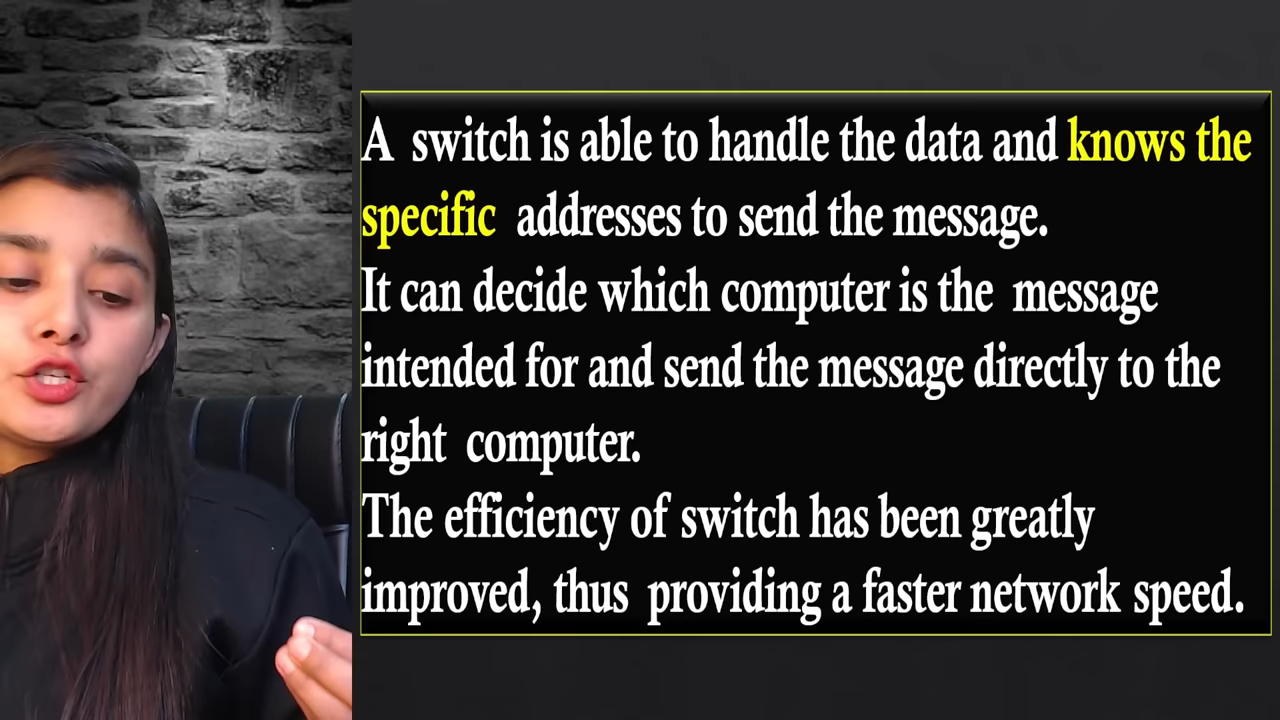 A switch is able to handle the data and knows the
specific addresses to send the message.
It can decide which computer is the message
intended for and send the message directly to the
right computer.
The efficiency of switch has been greatly
improved, thus providing a faster network speed.